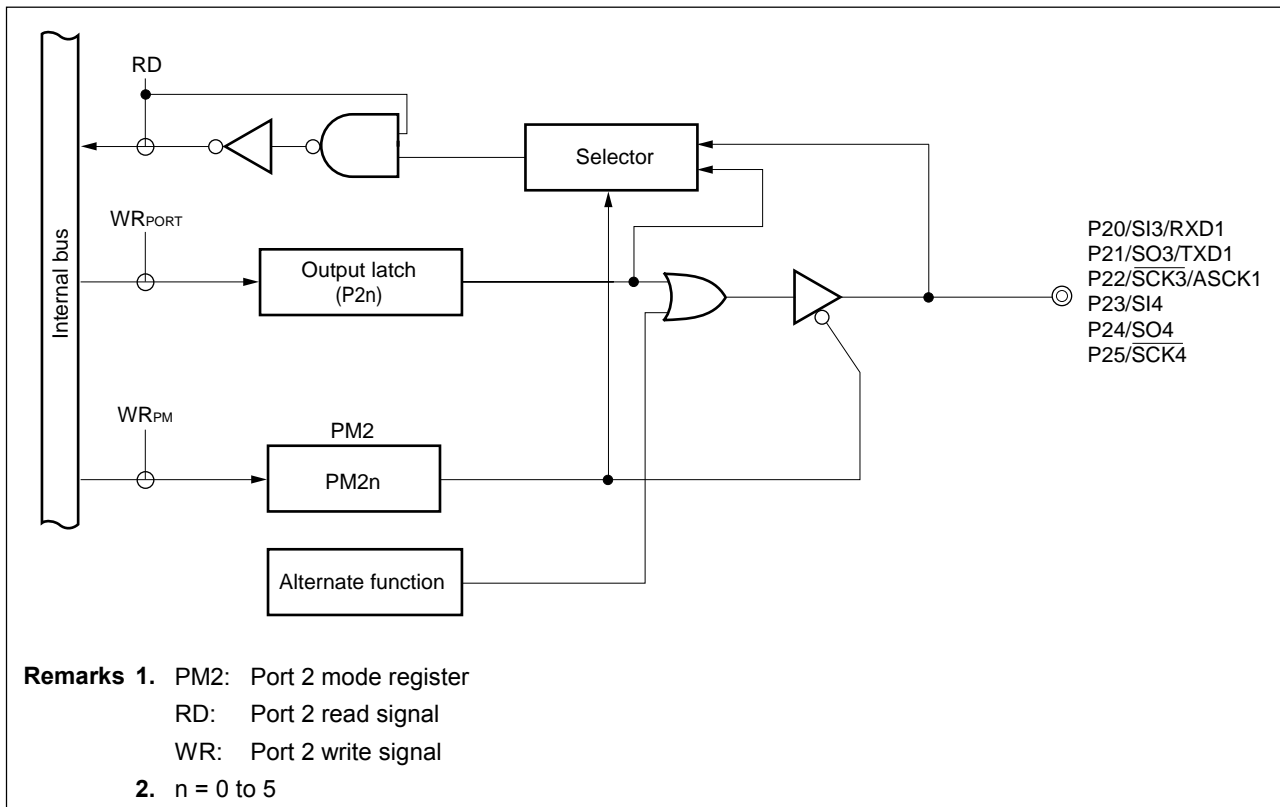 RD
Selector
WRPORT
Internal bus
Output latch
(P2n)
P20/SI3/RXD1
P21/SO3/TXD1
P22/S̅C̅K̅3̅/ASCK1
P23/SI4
P24/SO4
P25/S̅C̅K̅4̅
WRPM
PM2
PM2n
Alternate function
Remarks 1. PM2: Port 2 mode register
RD: Port 2 read signal
WR: Port 2 write signal
2. n = 0 to 5